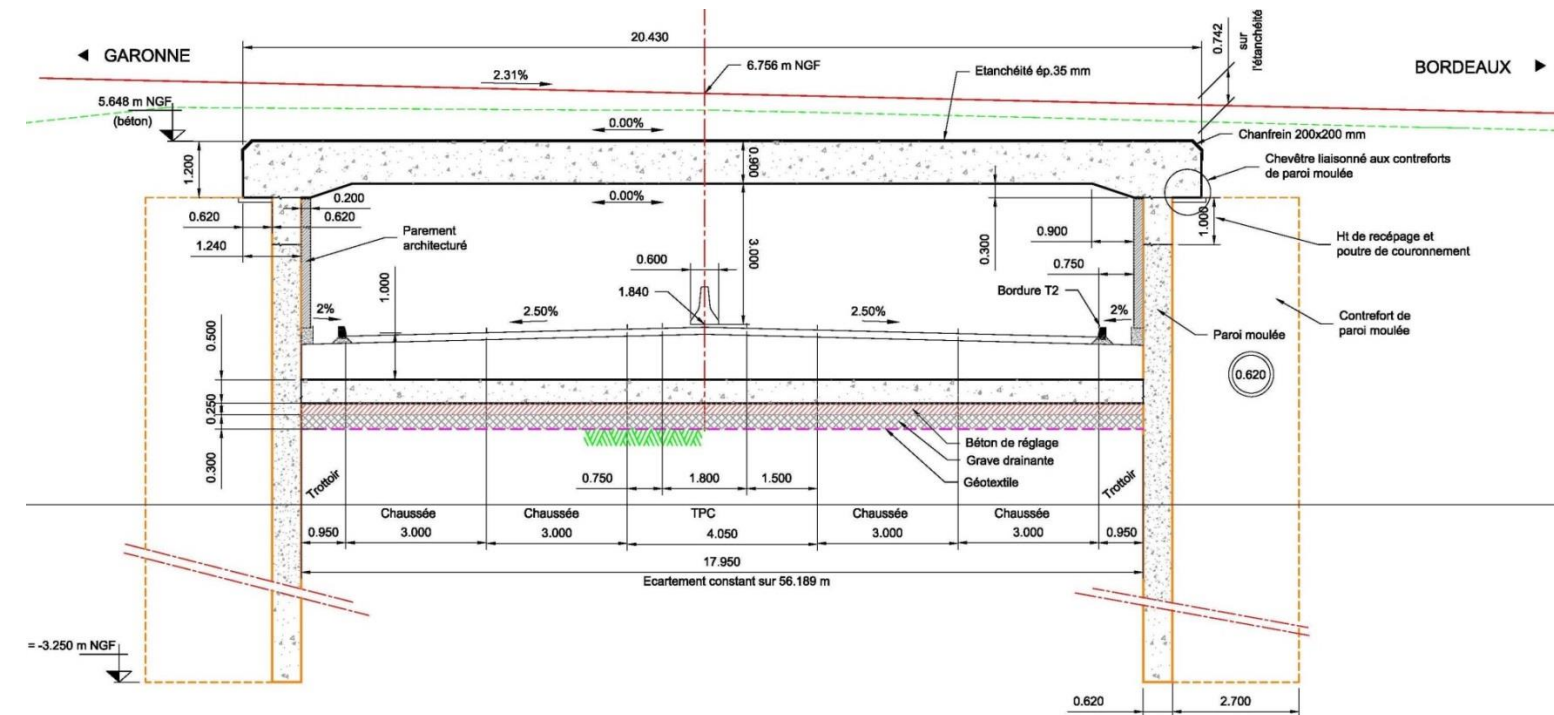 GARONNE
20.430
0.742
sur
l'étanchéité
6.756 m NGF
2.31%
Etanchéité ép.35 mm
BORDEAUX
5.648 m NGF
(béton)
0.00%
Chanfrein 200x200 mm
Chevêtre liaisonné aux contreforts
de paroi moulée
1.200
0.900
0.00%
0.200
0.620
0.620
Parement
architecturé
1.240
3.000
0.300
0.900
1.000
Ht de recépage et
poutre de couronnement
0.600
0.750
1.840
Bordure T2
1.000
2%
2.50%
2.50%
2%
Contrefort de
paroi moulée
Paroi moulée
0.500
0.620
0.250
Béton de réglage
Grave drainante
Géotextile
0.300
0.750
1.800
1.500
Trottoir
Trottoir
Chaussée
Chaussée
TPC
Chaussée
Chaussée
0.950
3.000
3.000
4.050
3.000
3.000
0.950
17.950
Ecartement constant sur 56.189 m
= -3.250 m NGF
0.620
2.700